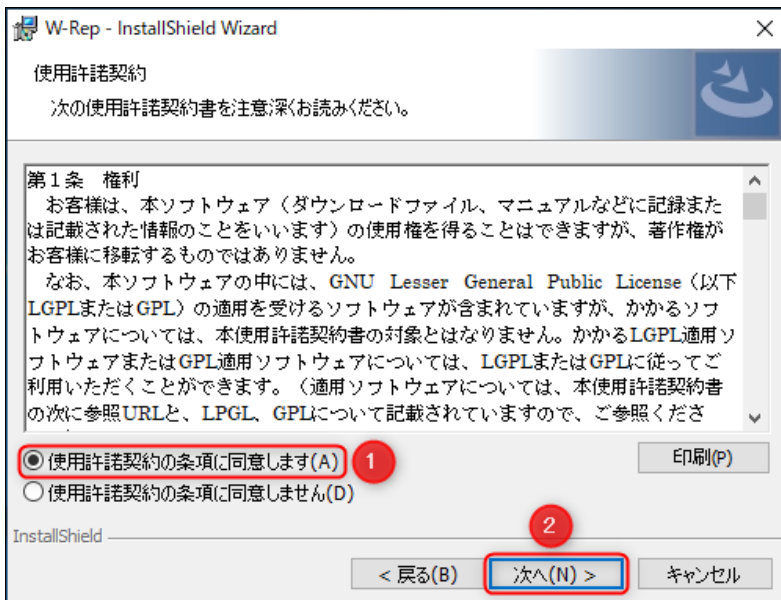 W-Rep - InstallShield Wizard
使用許諾契約
次の使用許諾契約書を注意深くお読みください。
第1条 権利
お客様は、本ソフトウェア（ダウンロードファイル、マニュアルなどに記録また
は記載された情報のことをいいます）の使用権を得ることはできますが、著作権が
お客様に移転するものではありません。
なお、本ソフトウェアの中には、GNU Lesser General Public License（以下
LGPLまたはGPL）の適用を受けるソフトウェアが含まれていますが、かかるソフ
トウェアについては、本使用許諾契約書の対象とはなりません。かかるLGPL適用ソ
フトウェアまたはGPL適用ソフトウェアについては、LGPLまたはGPLに従ってご
利用いただくことができます。（適用ソフトウェアについては、本使用許諾契約書
の次に参照URLと、LPGL、GPLについて記載されていますので、ご参照くださ
使用許諾契約の条項に同意します(A)
1
印刷(P)
使用許諾契約の条項に同意しません(D)
InstallShield
2
< 戻る(B)
次へ(N) >
キャンセル